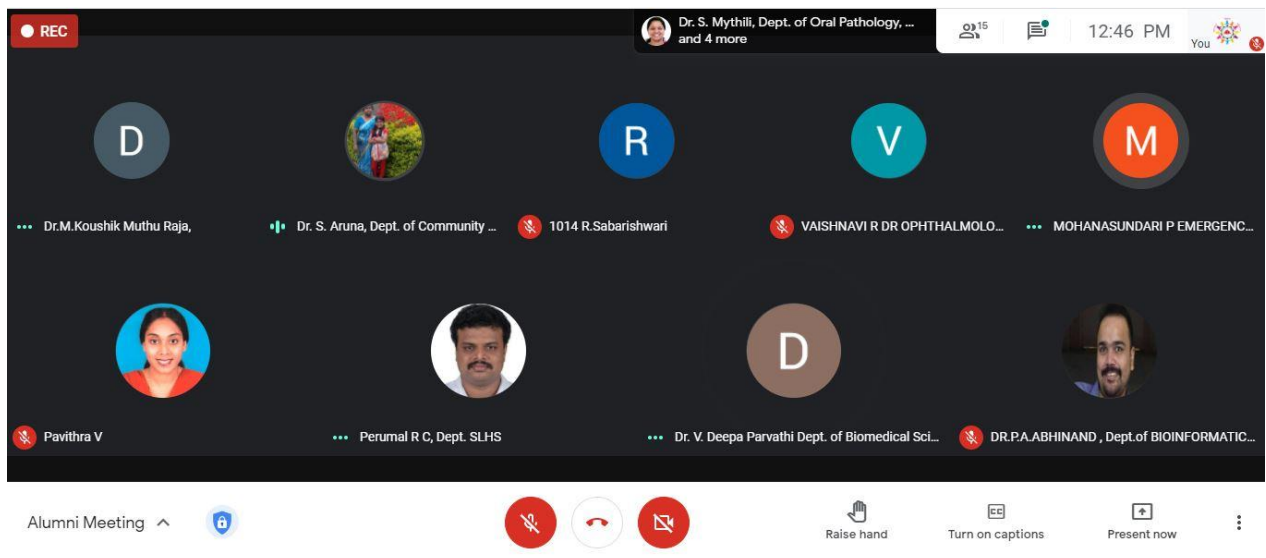 REC
Dr. S. Mythili, Dept. of Oral Pathology, ...
and 4 more
15
12:46 PM
You
D
R
V
M
Dr.M.Koushik Muthu Raja,
Dr. S. Aruna, Dept. of Community ...
1014 R.Sabarishwari
VAISHNAVI R DR OPHTHALMOLO...
MOHANASUNDARI P EMERGENC...
D
Pavithra V
Perumal R C, Dept. SLHS
Dr. V. Deepa Parvathi Dept. of Biomedical Sci...
DR.P.A.ABHINAND , Dept.of BIOINFORMATIC...
Alumni Meeting
CC
Raise hand
Turn on captions
Present now